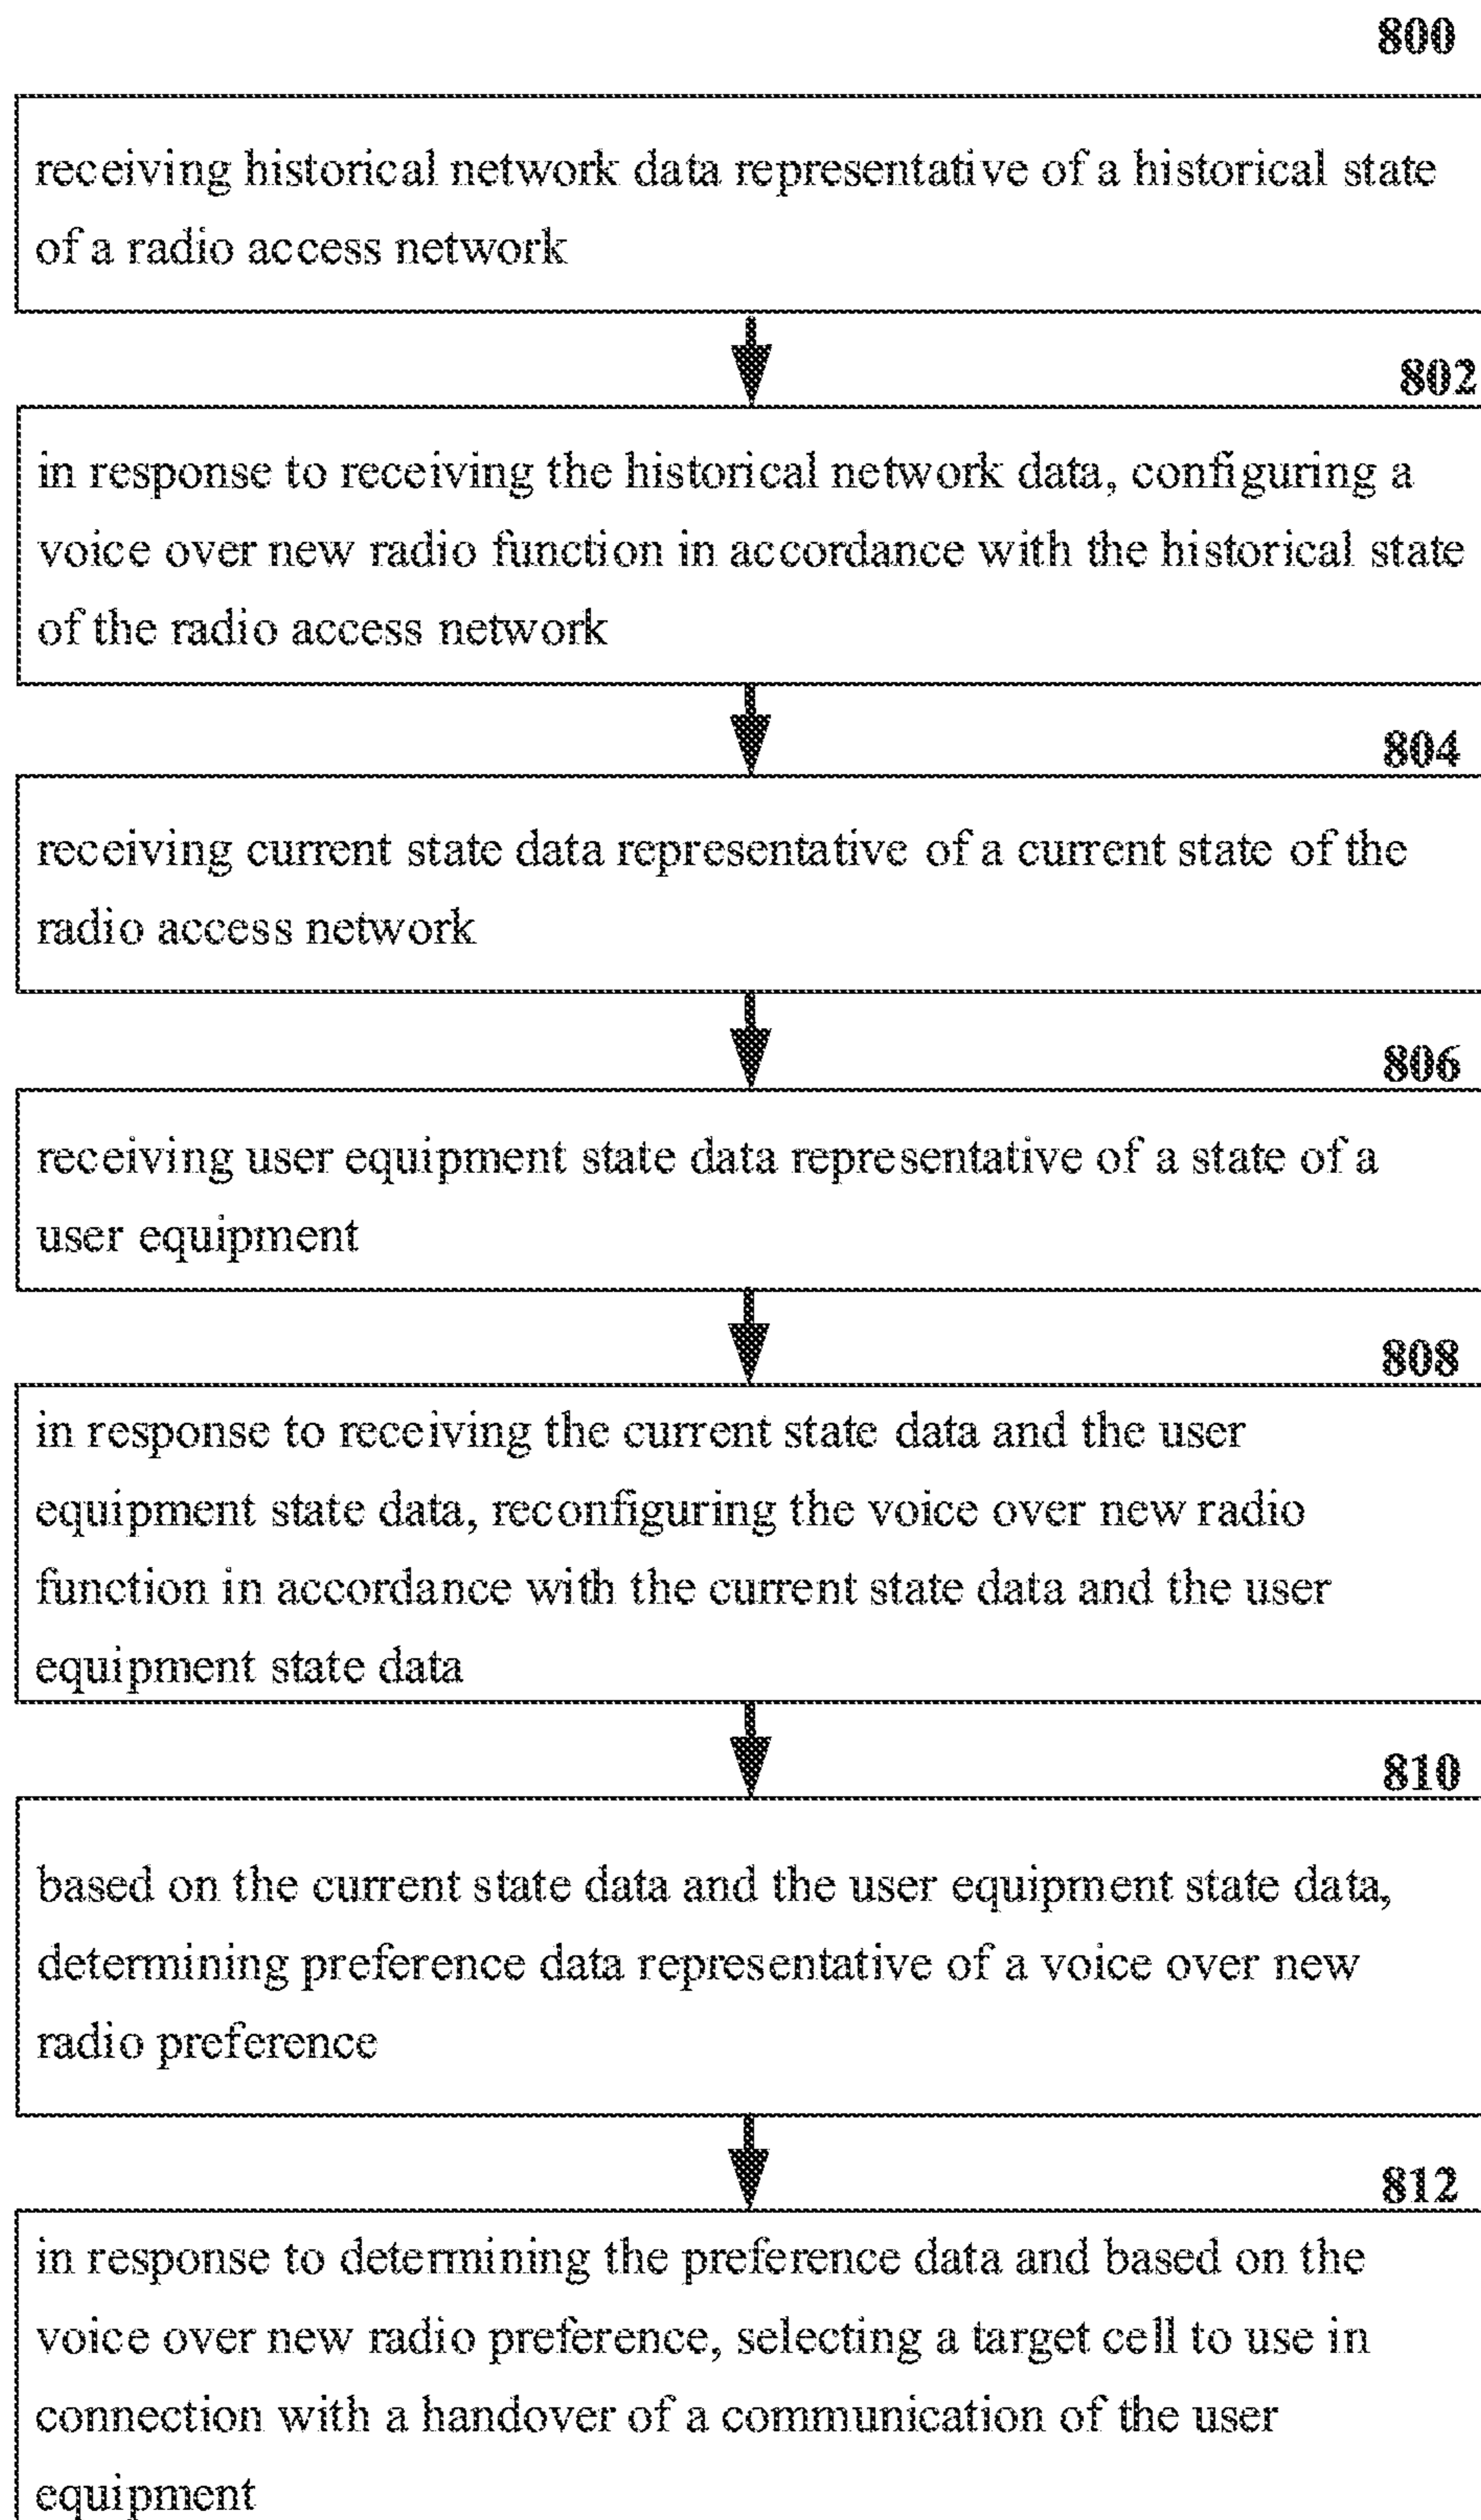 800
receiving historical network data representative of a historical state
of a radio access network
802
in response to receiving the historical network data, configuring a
voice over new radio function in accordance with the historical state
of the radio access network
804
receiving current state data representative of a current state of the
radio access network
806
receiving user equipment state data representative of a state of a
user equipment
808
in response to receiving the current state data and the user
equipment state data, reconfiguring the voice over new radio
function in accordance with the current state data and the user
equipment state data
810
based on the current state data and the user equipment state data,
determining preference data representative of a voice over new
radio preference
812
in response to determining the preference data and based on the
voice over new radio preference, selecting a target cell to use in
connection with a handover of a communication of the user
equipment